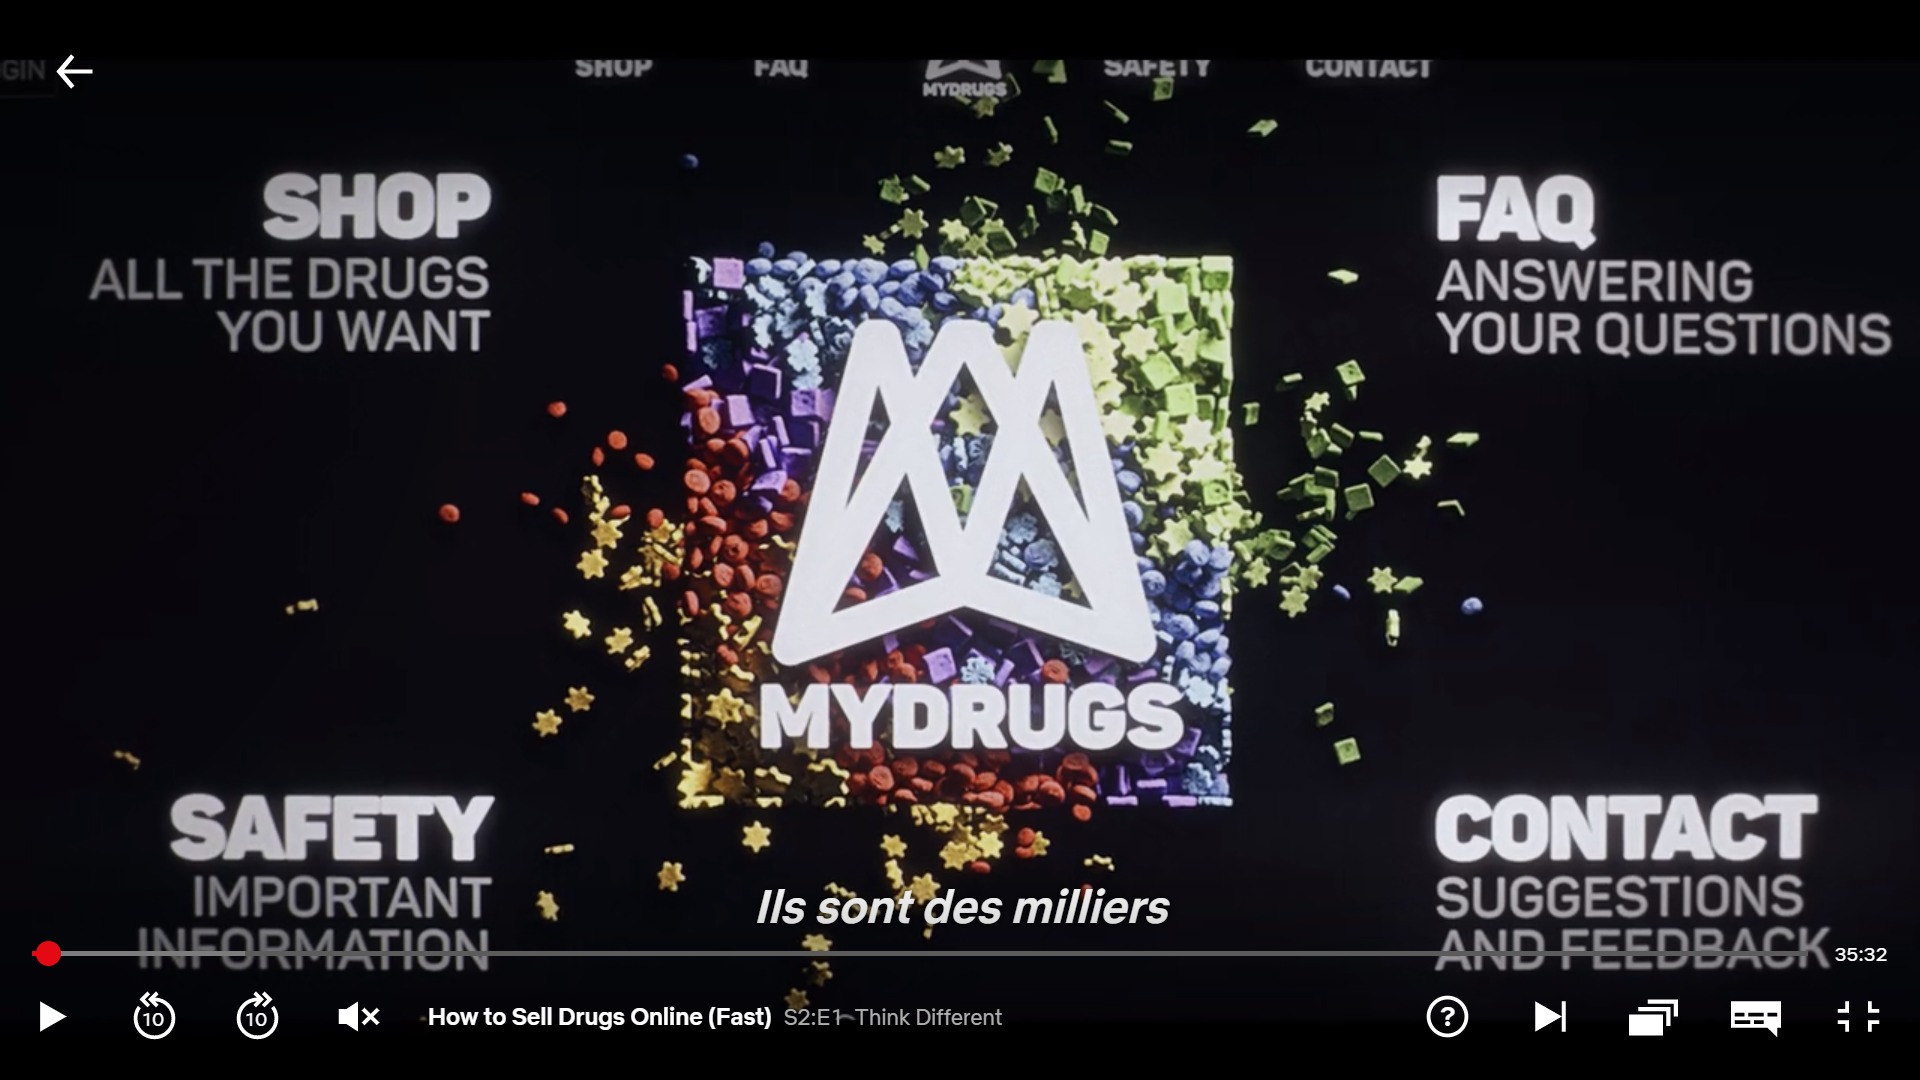 GIN
SHOP
FAQ
MYDRUGS
SAFETY
CONTACT
SHOP
ALL THE DRUGS
YOU WANT
FAQ
ANSWERING
YOUR QUESTIONS
MYDRUGS
SAFETY
IMPORTANT
INFORMATION
CONTACT
SUGGESTIONS
AND FEEDBACK
Ils sont des milliers
35:32
10
10
How to Sell Drugs Online (Fast) S2:E1 Think Different
?